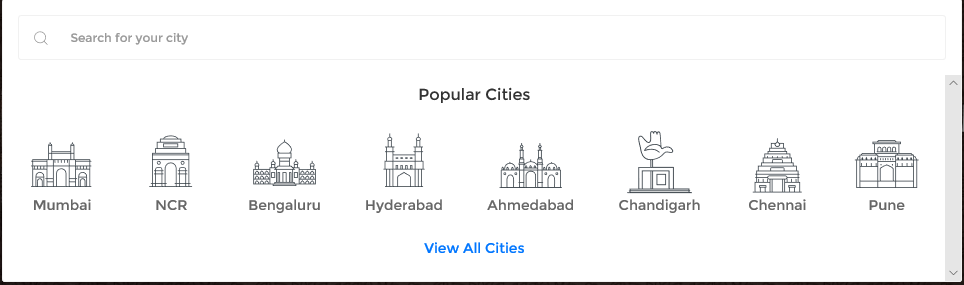 Search for your city
Popular Cities
Mumbai NCR Bengaluru Hyderabad Ahmedabad Chandigarh Chennai Pune
View All Cities